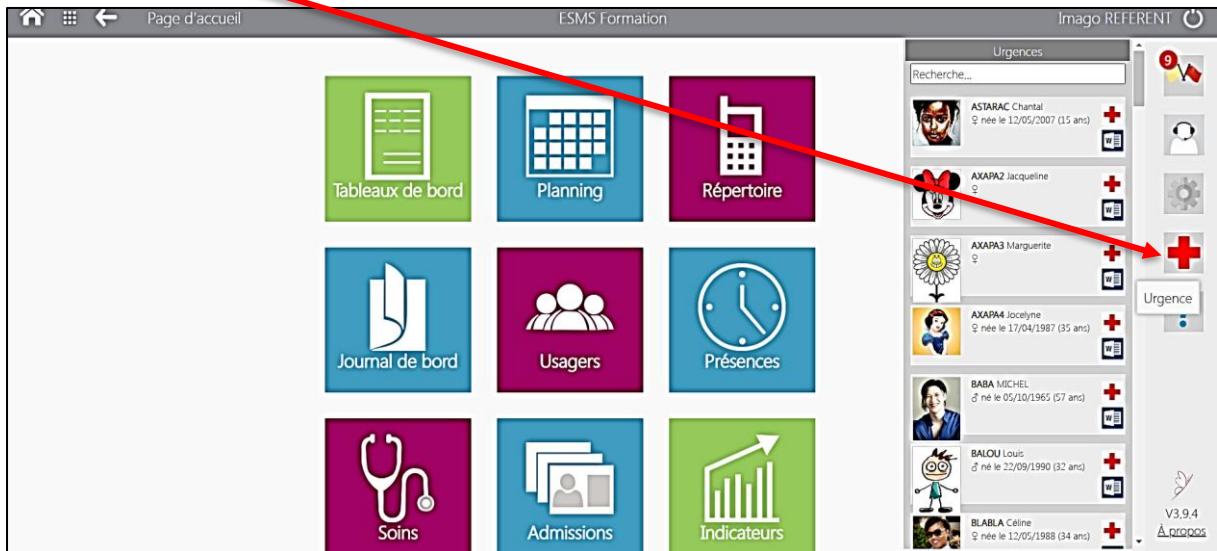 Page d'accueil
ESMS Formation
Imago REFERENT
Tableaux de bord
Planning
Répertoire
Journal de bord
Usagers
Présences
Soins
Admissions
Indicateurs
Urgences
Recherche...
ASTARAC Chantal
♀ née le 12/05/2007 (15 ans)
AXAPA2 Jacqueline
♀
AXAPA3 Marguerite
♀
AXAPA4 Jocelyne
♀ née le 17/04/1987 (35 ans)
BABA MICHEL
♂ né le 05/10/1965 (57 ans)
BALOU Louis
♂ né le 22/09/1990 (32 ans)
BLABLA Céline
♀ née le 12/05/1988 (34 ans)
9
Urgence
V3.9.4
À propos